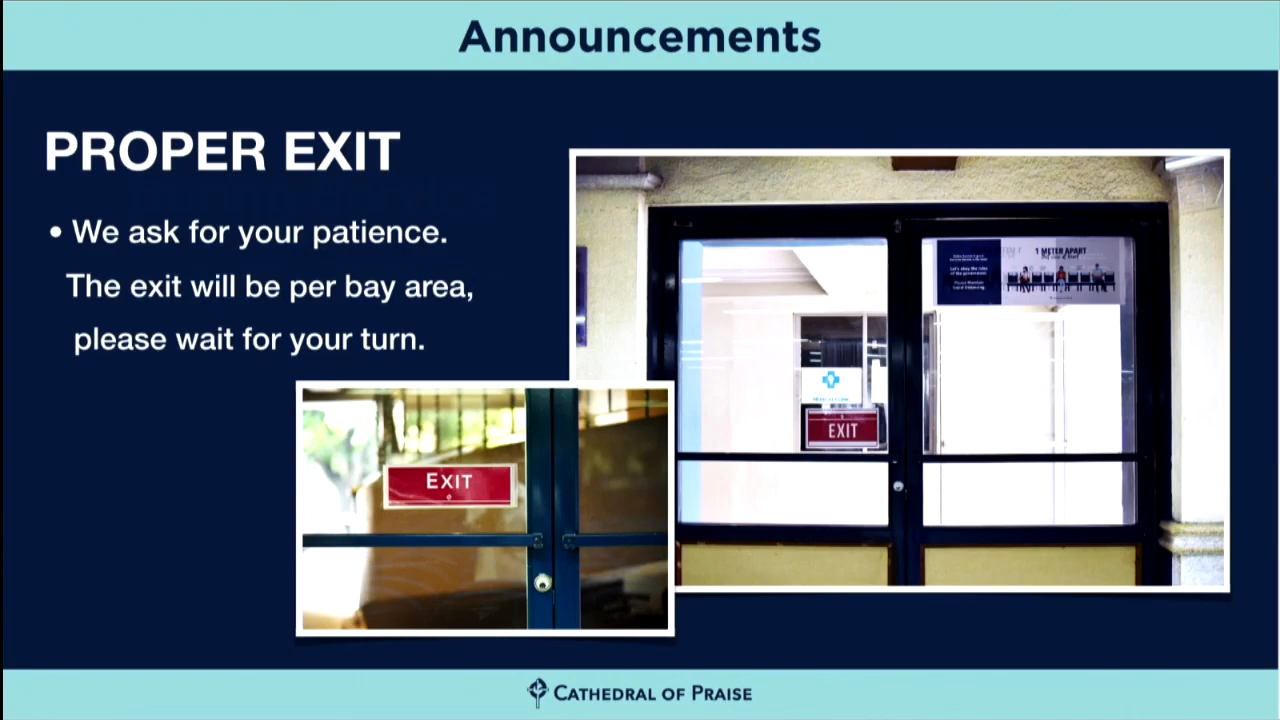 Announcements
PROPER EXIT
• We ask for your patience.
The exit will be per bay area,
please wait for your turn.
1 METER APART
EXIT
EXIT
CATHEDRAL OF PRAISE